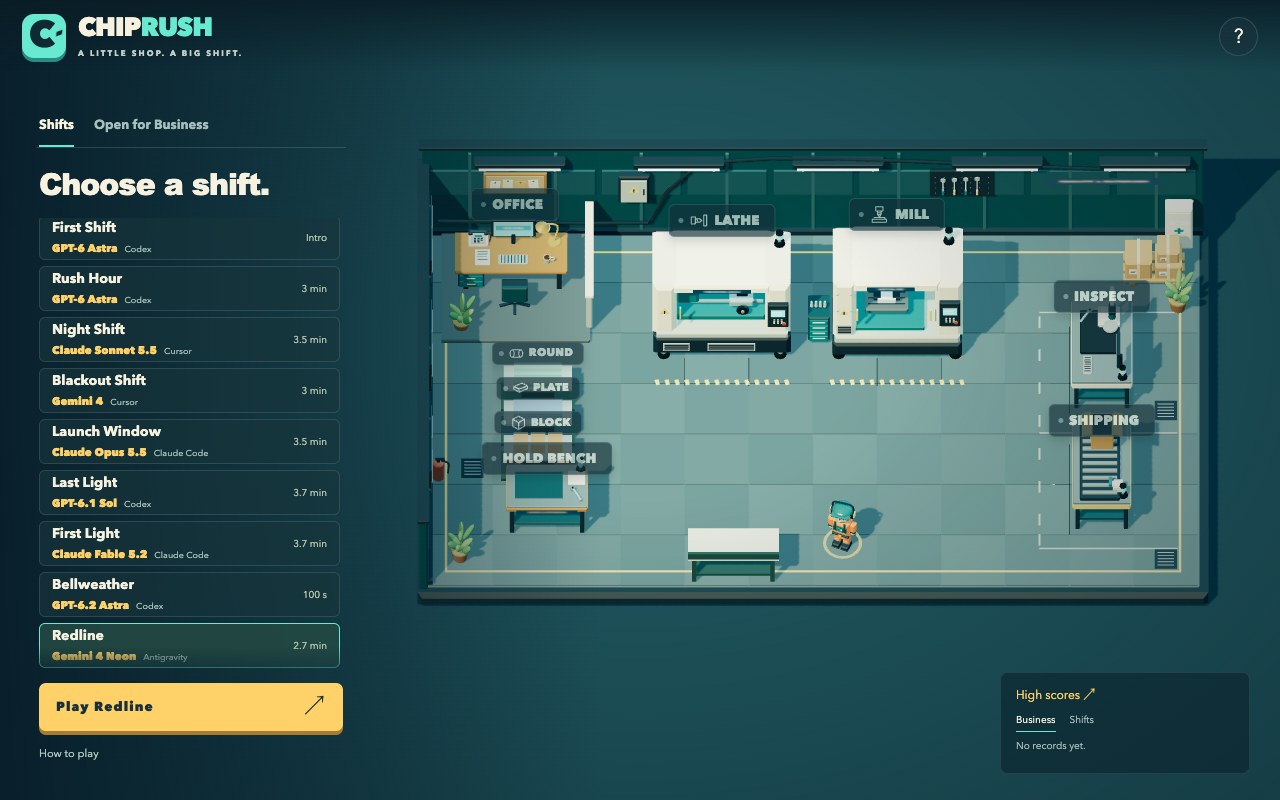 CHIPRUSH
A LITTLE SHOP. A BIG SHIFT.
?
Shifts
Open for Business
Choose a shift.
First Shift
GPT-6 Astra Codex
Intro
Rush Hour
GPT-6 Astra Codex
3 min
Night Shift
Claude Sonnet 5.5 Cursor
3.5 min
Blackout Shift
Gemini 4 Cursor
3 min
Launch Window
Claude Opus 5.5 Claude Code
3.5 min
Last Light
GPT-6.1 Sol Codex
3.7 min
First Light
Claude Fable 5.2 Claude Code
3.7 min
Bellweather
GPT-6.2 Astra Codex
100 s
Redline
Gemini 4 Neon Antigravity
2.7 min
Play Redline
How to play
OFFICE
LATHE
MILL
INSPECT
ROUND
PLATE
BLOCK
HOLD BENCH
SHIPPING
High scores
Business
Shifts
No records yet.